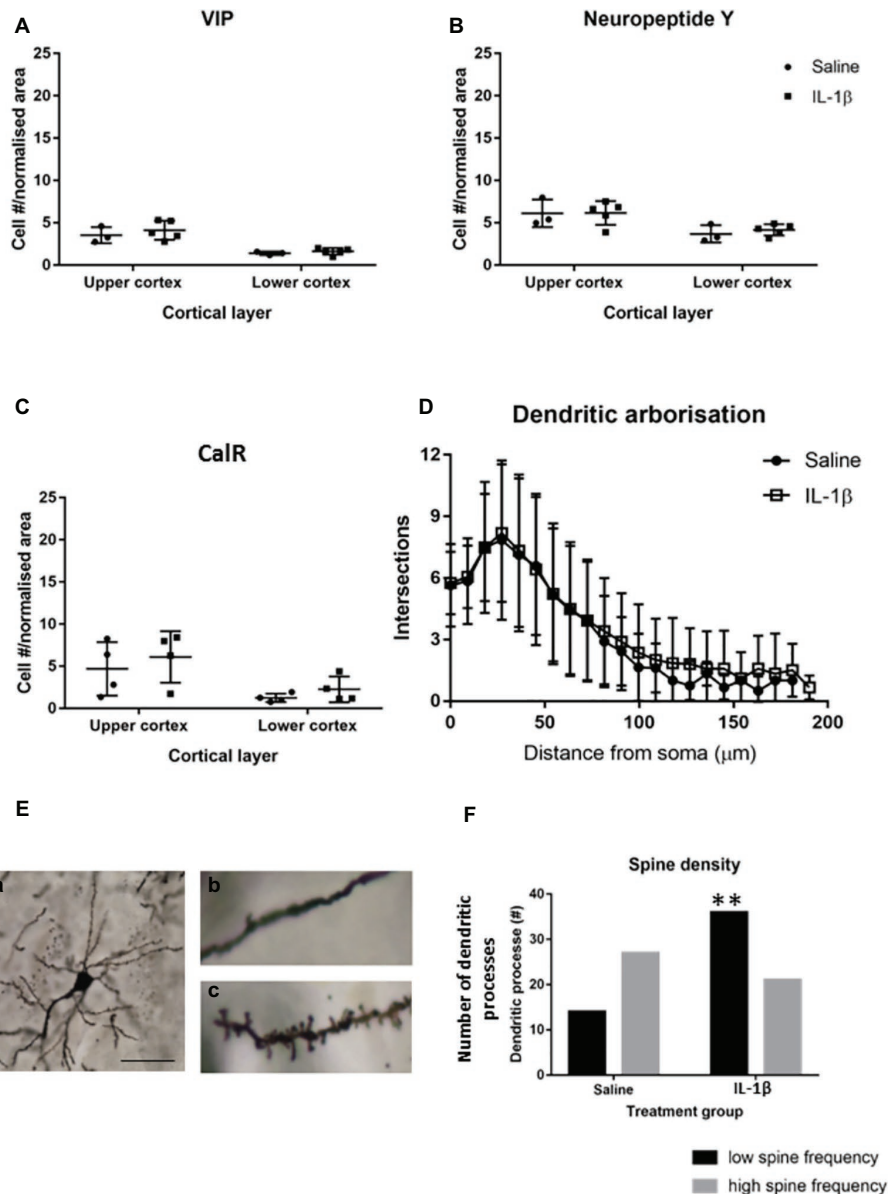 A
VIP
Cell #/normalised area
25
20
15
10
5
0
Upper cortex
Lower cortex
Cortical layer
B
Neuropeptide Y
Cell #/normalised area
25
20
15
10
5
0
Upper cortex
Lower cortex
Cortical layer
Saline
IL-1β
C
CalR
Cell #/normalised area
25
20
15
10
5
0
Upper cortex
Lower cortex
Cortical layer
D
Dendritic arborisation
Intersections
12
9
6
3
0
0
50
100
150
200
Distance from soma (μm)
Saline
IL-1β
E
a
b
c
F
Spine density
Number of dendritic
processes
Dendritic processe (#)
40
30
20
10
0
**
Saline
IL-1β
Treatment group
low spine frequency
high spine frequency